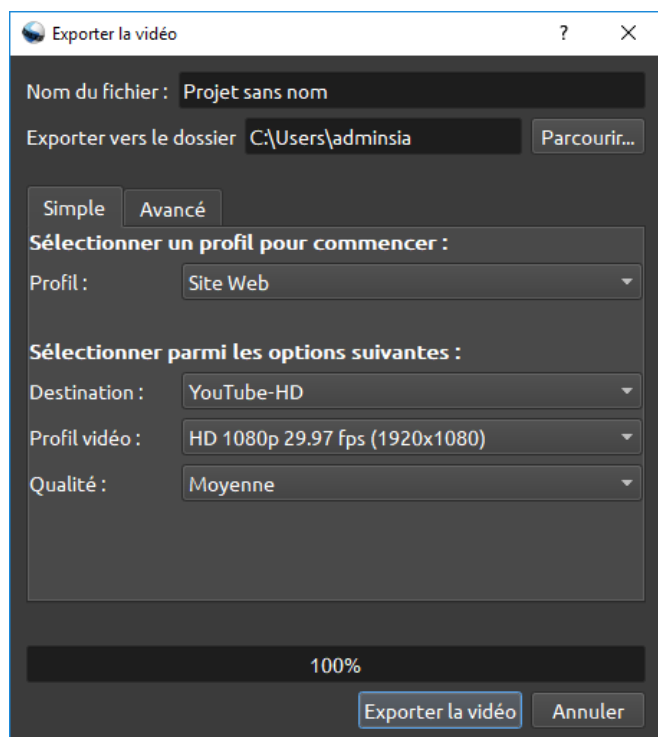 Exporter la vidéo
Nom du fichier : Projet sans nom
Exporter vers le dossier C:\Users\adminsia Parcourir...
Simple Avancé
Sélectionner un profil pour commencer :
Profil : Site Web
Sélectionner parmi les options suivantes :
Destination : YouTube-HD
Profil vidéo : HD 1080p 29.97 fps (1920x1080)
Qualité : Moyenne
100%
Exporter la vidéo Annuler